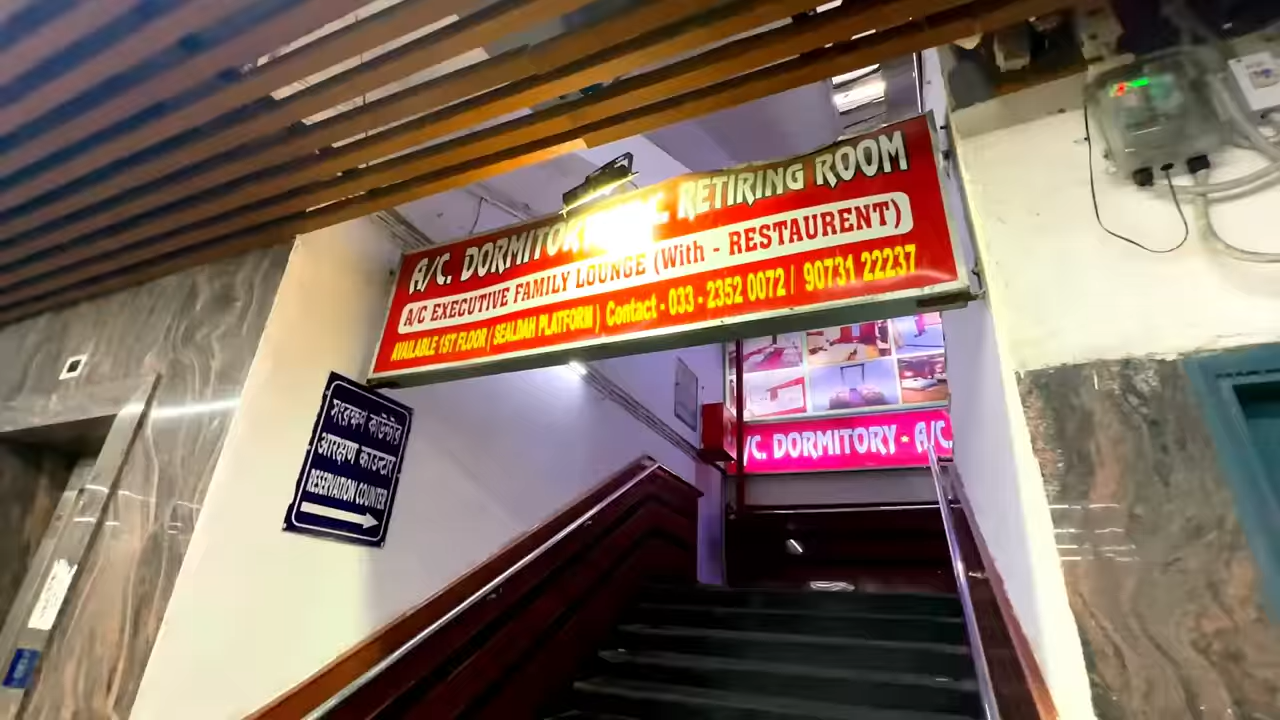 A/C. DORMITORY RETIRING ROOM
A/C EXECUTIVE FAMILY LOUNGE (With - RESTAURENT)
AVAILABLE 1ST FLOOR / SEALDAH PLATFORM ) Contact - 033 - 2352 0072 | 90731 22237
সংরক্ষণ কাউন্টার
आरक्षण काउन्टर
RESERVATION COUNTER
/C. DORMITORY ★ A/C.